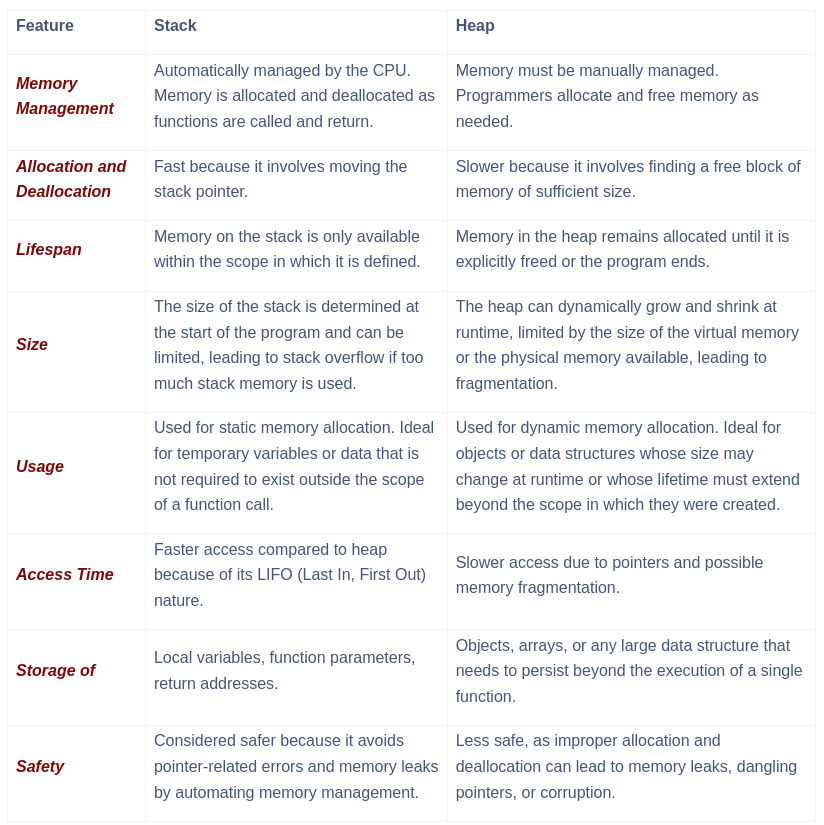 Feature
Stack
Heap
Memory
Management
Automatically managed by the CPU.
Memory is allocated and deallocated as
functions are called and return.
Memory must be manually managed.
Programmers allocate and free memory as
needed.
Allocation and
Deallocation
Fast because it involves moving the
stack pointer.
Slower because it involves finding a free block of
memory of sufficient size.
Lifespan
Memory on the stack is only available
within the scope in which it is defined.
Memory in the heap remains allocated until it is
explicitly freed or the program ends.
Size
The size of the stack is determined at
the start of the program and can be
limited, leading to stack overflow if too
much stack memory is used.
The heap can dynamically grow and shrink at
runtime, limited by the size of the virtual memory
or the physical memory available, leading to
fragmentation.
Usage
Used for static memory allocation. Ideal
for temporary variables or data that is
not required to exist outside the scope
of a function call.
Used for dynamic memory allocation. Ideal for
objects or data structures whose size may
change at runtime or whose lifetime must extend
beyond the scope in which they were created.
Access Time
Faster access compared to heap
because of its LIFO (Last In, First Out)
nature.
Slower access due to pointers and possible
memory fragmentation.
Storage of
Local variables, function parameters,
return addresses.
Objects, arrays, or any large data structure that
needs to persist beyond the execution of a single
function.
Safety
Considered safer because it avoids
pointer-related errors and memory leaks
by automating memory management.
Less safe, as improper allocation and
deallocation can lead to memory leaks, dangling
pointers, or corruption.